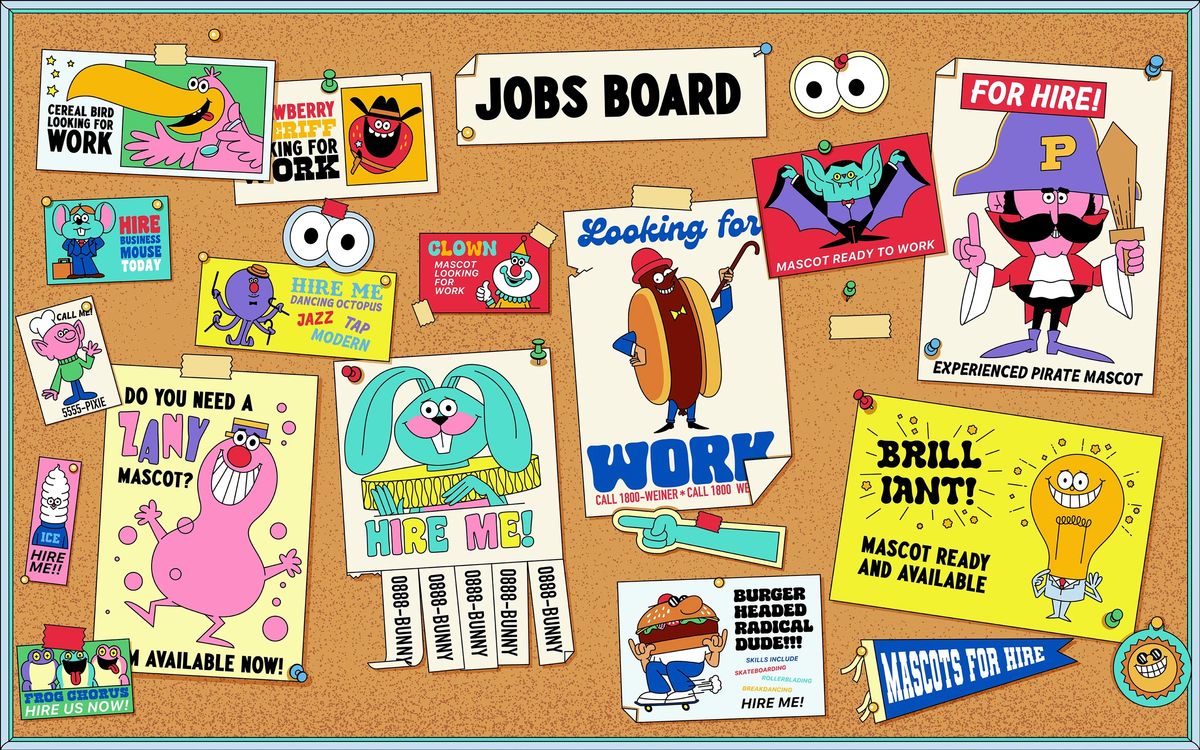 JOBS BOARD
CEREAL BIRD
LOOKING FOR
WORK
WBERRY
ERIFF
KING FOR
WORK
FOR HIRE!
P
EXPERIENCED PIRATE MASCOT
HIRE
BUSINESS
MOUSE
TODAY
HIRE ME
DANCING OCTOPUS
JAZZ TAP
MODERN
CLOWN
MASCOT
LOOKING
FOR
WORK
Looking for
WORK
CALL 1800-WEINER * CALL 1800 WE
MASCOT READY TO WORK
CALL ME!
5555-PIXIE
DO YOU NEED A
ZANY
MASCOT?
M AVAILABLE NOW!
HIRE ME!
0888-BUNNY
0888-BUNNY
0888-BUNNY
0888-BUNNY
0888-BUNNY
BRILL
IANT!
MASCOT READY
AND AVAILABLE
ICE
HIRE
ME!!
FROG CHORUS
HIRE US NOW!
BURGER
HEADED
RADICAL
DUDE!!!
SKILLS INCLUDE
SKATEBOARDING
ROLLERBLADING
BREAKDANCING
HIRE ME!
MASCOTS FOR HIRE